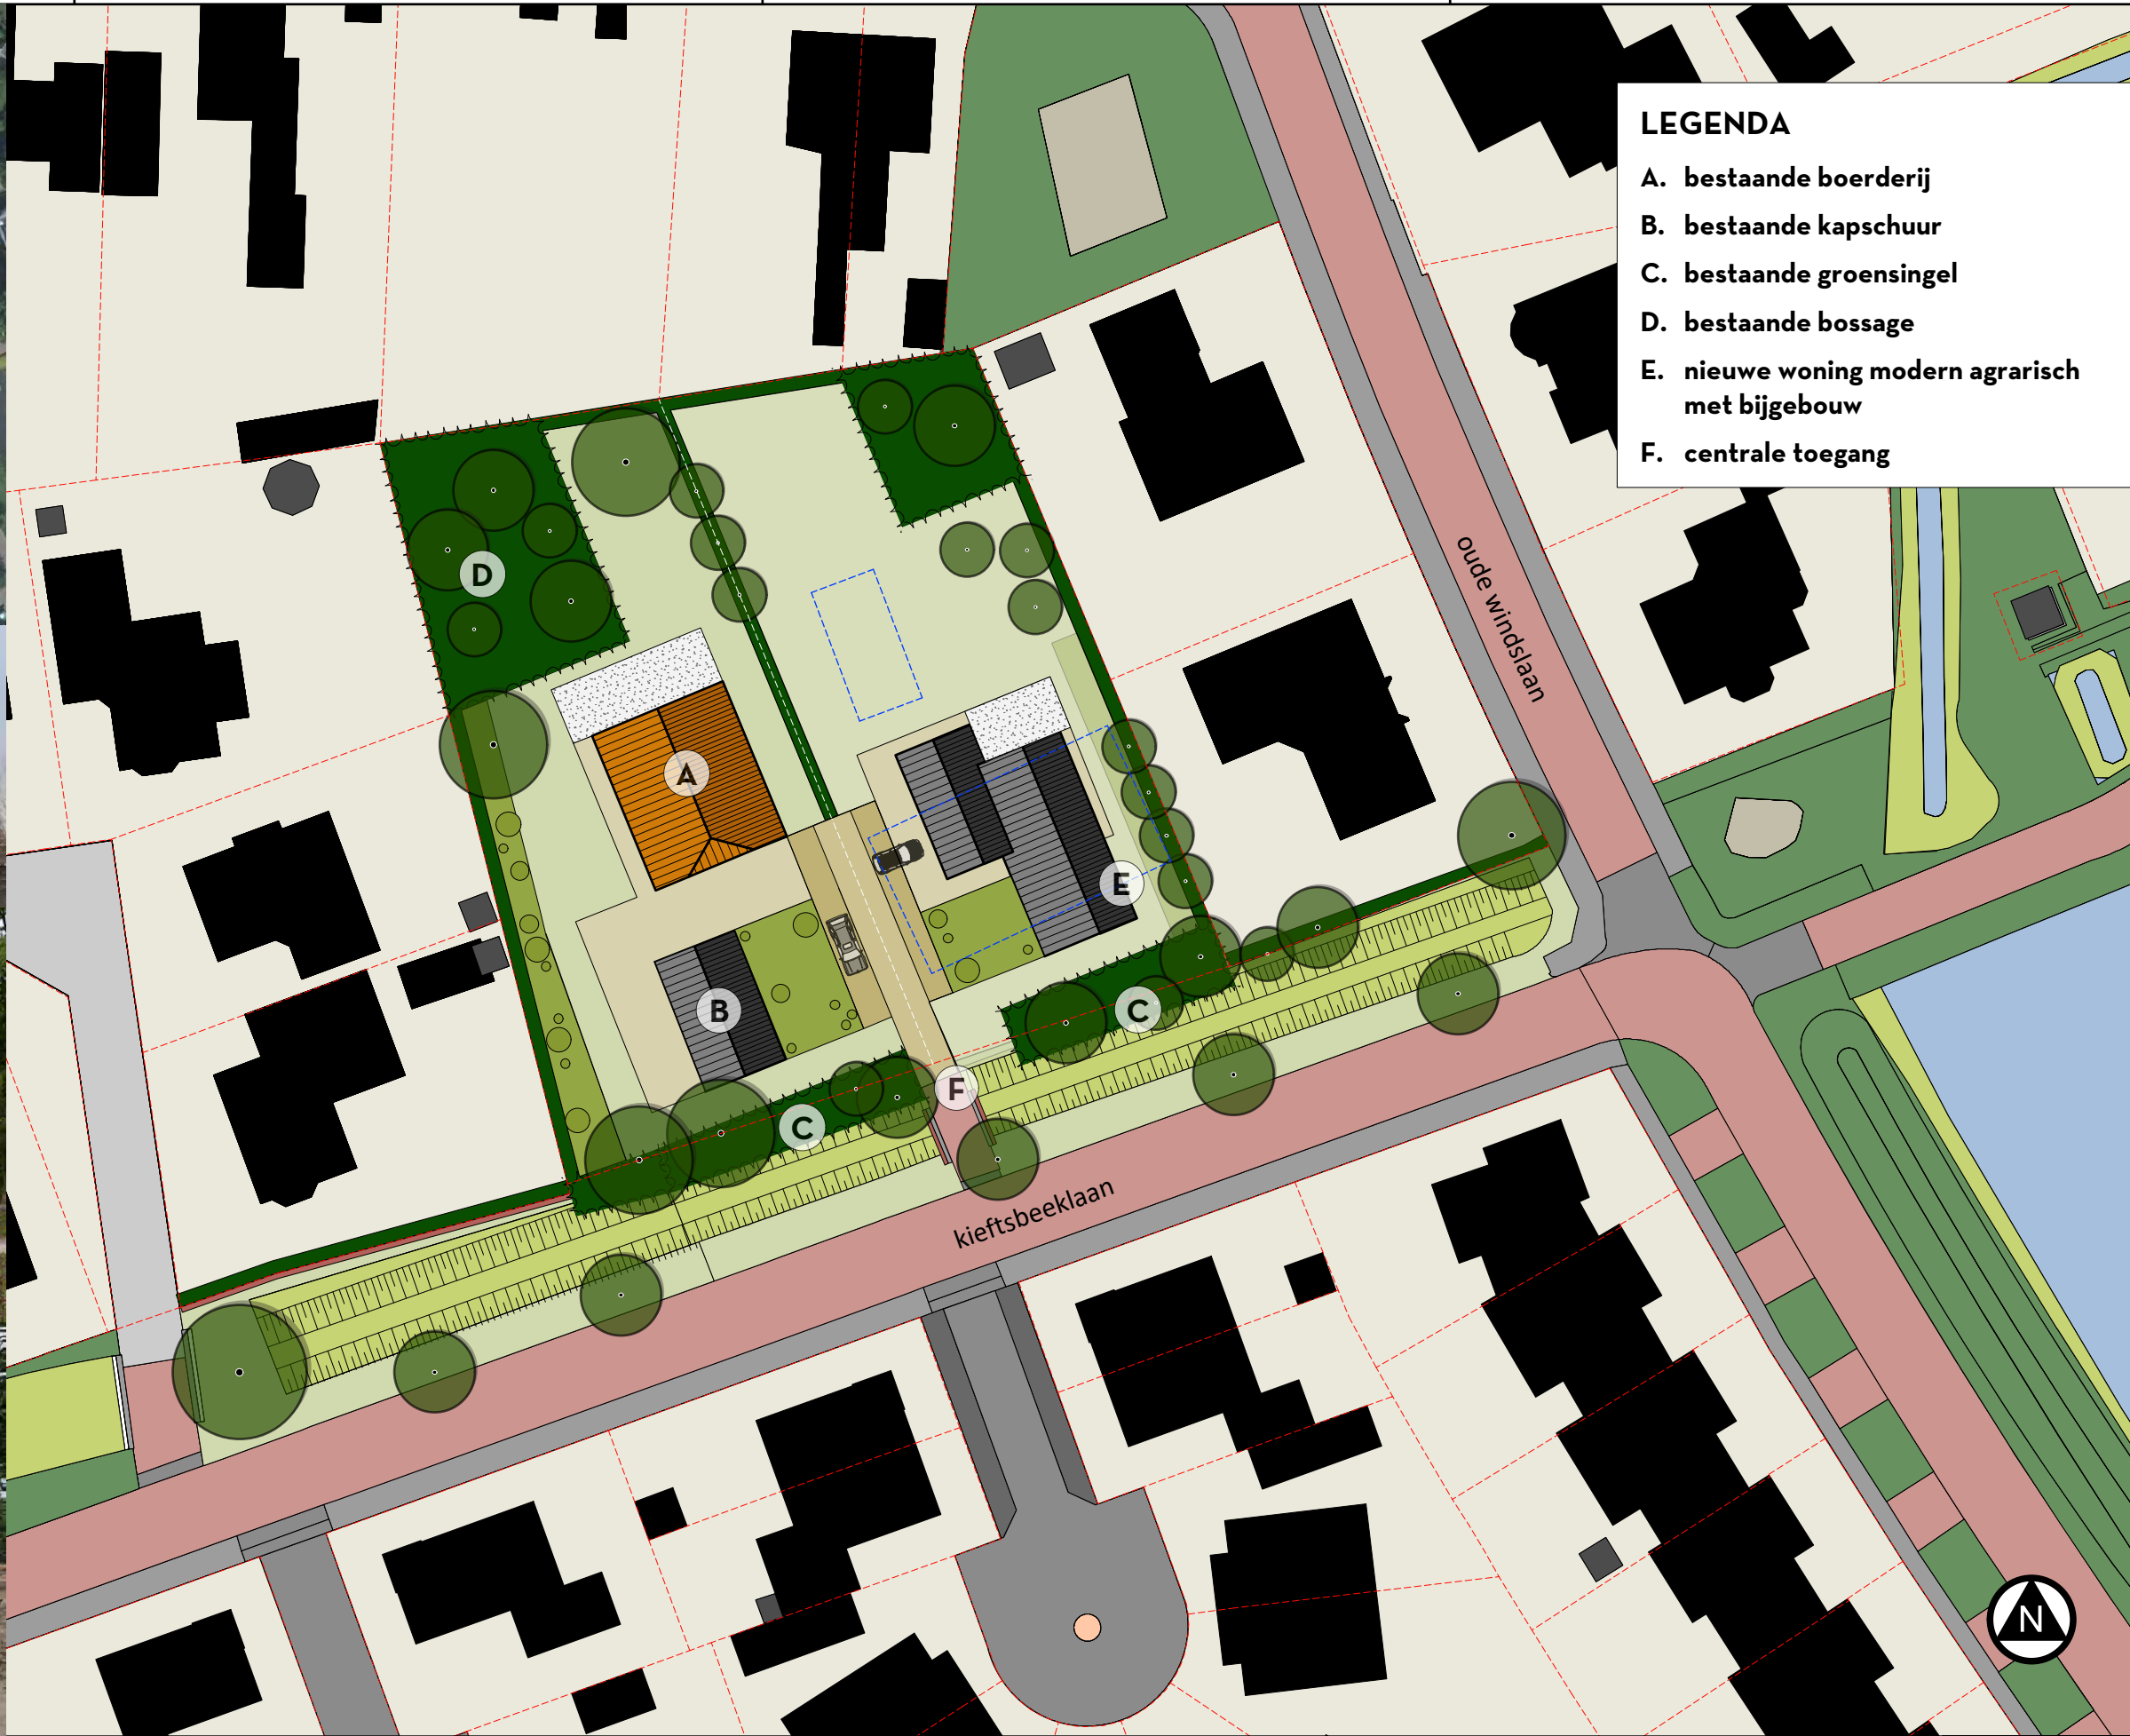 LEGENDA
A. bestaande boerderij
B. bestaande kapschuur
C. bestaande groensingel
D. bestaande bossage
E. nieuwe woning modern agrarisch
met bijgebouw
F. centrale toegang
oude windslaan
D
A
E
B
C
F
C
kieftsbeeklaan
N